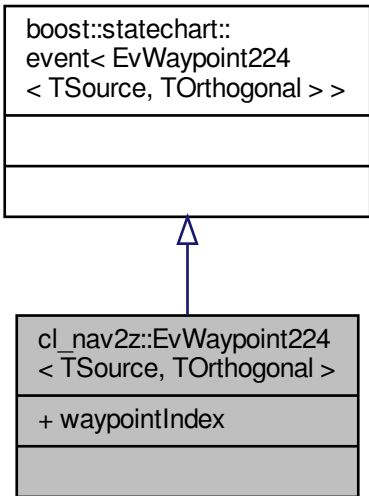 boost::statechart::
event< EvWaypoint224
< TSource, TOrthogonal > >
cl_nav2z::EvWaypoint224
< TSource, TOrthogonal >
+ waypointIndex